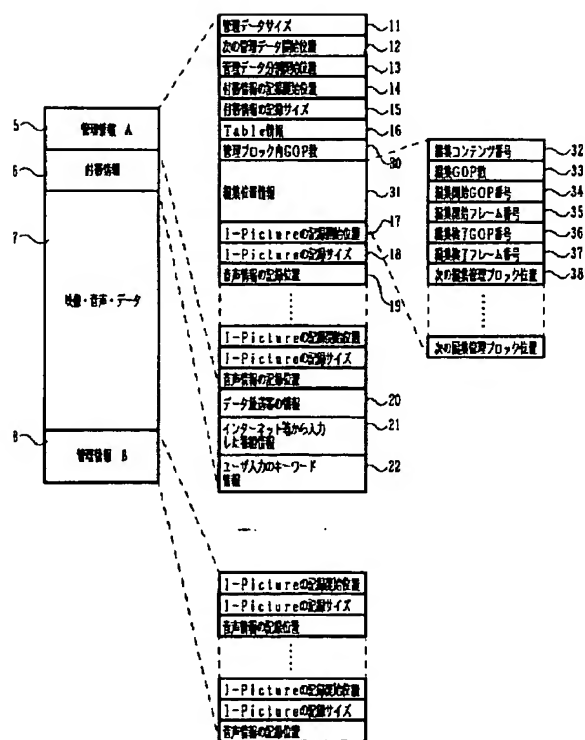 管理データサイズ 11
次の管理データ開始位置 12
管理データ分割開始位置 13
付帯情報の記録開始位置 14
付帯情報の記録サイズ 15
Table情報 16
管理ブロック内GOP数 30
編集位置情報 31
I-Pictureの記録開始位置 17
I-Pictureの記録サイズ 18
音声情報の記録位置 19
I-Pictureの記録開始位置
I-Pictureの記録サイズ
音声情報の記録位置
データ放送等の情報 20
インターネット等から入力
した情報 21
ユーザ入力のキーワード
情報 22
5 管理情報 A
6 付帯情報
7 映像・音声・データ
8 管理情報 B
編集コンテンツ番号 32
編集GOP数 33
編集開始GOP番号 34
編集開始フレーム番号 35
編集終了GOP番号 36
編集終了フレーム番号 37
次の編集管理ブロック位置 38
次の編集管理ブロック位置
I-Pictureの記録開始位置
I-Pictureの記録サイズ
音声情報の記録位置
I-Pictureの記録開始位置
I-Pictureの記録サイズ
音声情報の記録位置